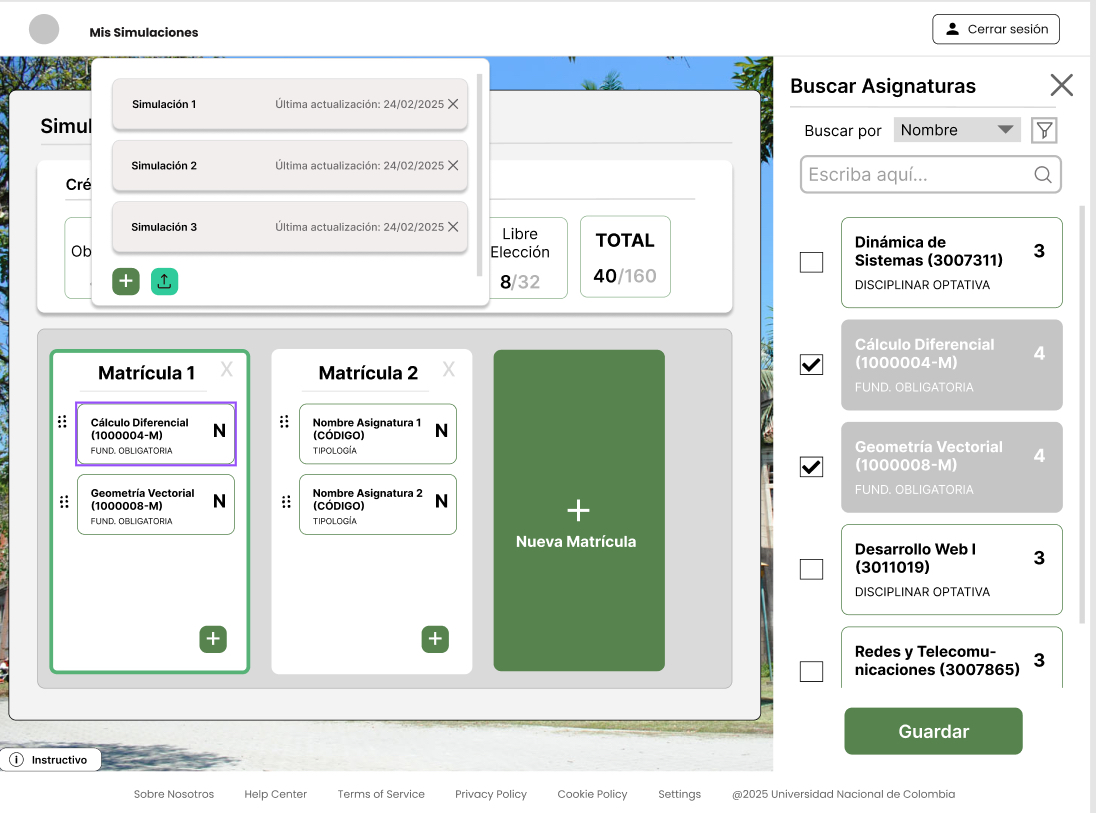 Mis Simulaciones
Cerrar sesión
Simulación 1
Última actualización: 24/02/2025
Simulación 2
Última actualización: 24/02/2025
Simulación 3
Última actualización: 24/02/2025
+
Simul
Cré
Ob
Libre
Elección
8/32
TOTAL
40/160
Matrícula 1
X
Cálculo Diferencial
(1000004-M)
FUND. OBLIGATORIA
N
Geometría Vectorial
(1000008-M)
FUND. OBLIGATORIA
N
+
Matrícula 2
X
Nombre Asignatura 1
(CÓDIGO)
TIPOLOGÍA
N
Nombre Asignatura 2
(CÓDIGO)
TIPOLOGÍA
N
+
+
Nueva Matrícula
Buscar Asignaturas
Buscar por
Nombre
Escriba aquí...
Dinámica de
Sistemas (3007311)
DISCIPLINAR OPTATIVA
3
Cálculo Diferencial
(1000004-M)
FUND. OBLIGATORIA
4
Geometría Vectorial
(1000008-M)
FUND. OBLIGATORIA
4
Desarrollo Web I
(3011019)
DISCIPLINAR OPTATIVA
3
Redes y Telecomu-
nicaciones (3007865)
3
Guardar
i Instructivo
Sobre Nosotros
Help Center
Terms of Service
Privacy Policy
Cookie Policy
Settings
@2025 Universidad Nacional de Colombia